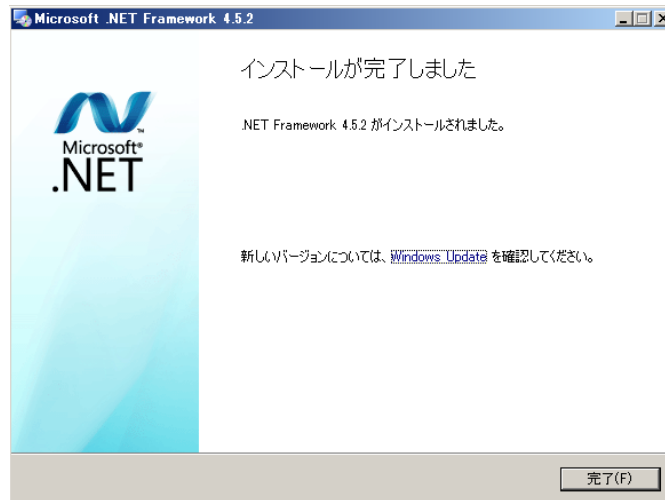 Microsoft .NET Framework 4.5.2
インストールが完了しました
.NET Framework 4.5.2 がインストールされました。
Microsoft®
.NET
™
新しいバージョンについては、Windows Update を確認してください。
完了(F)